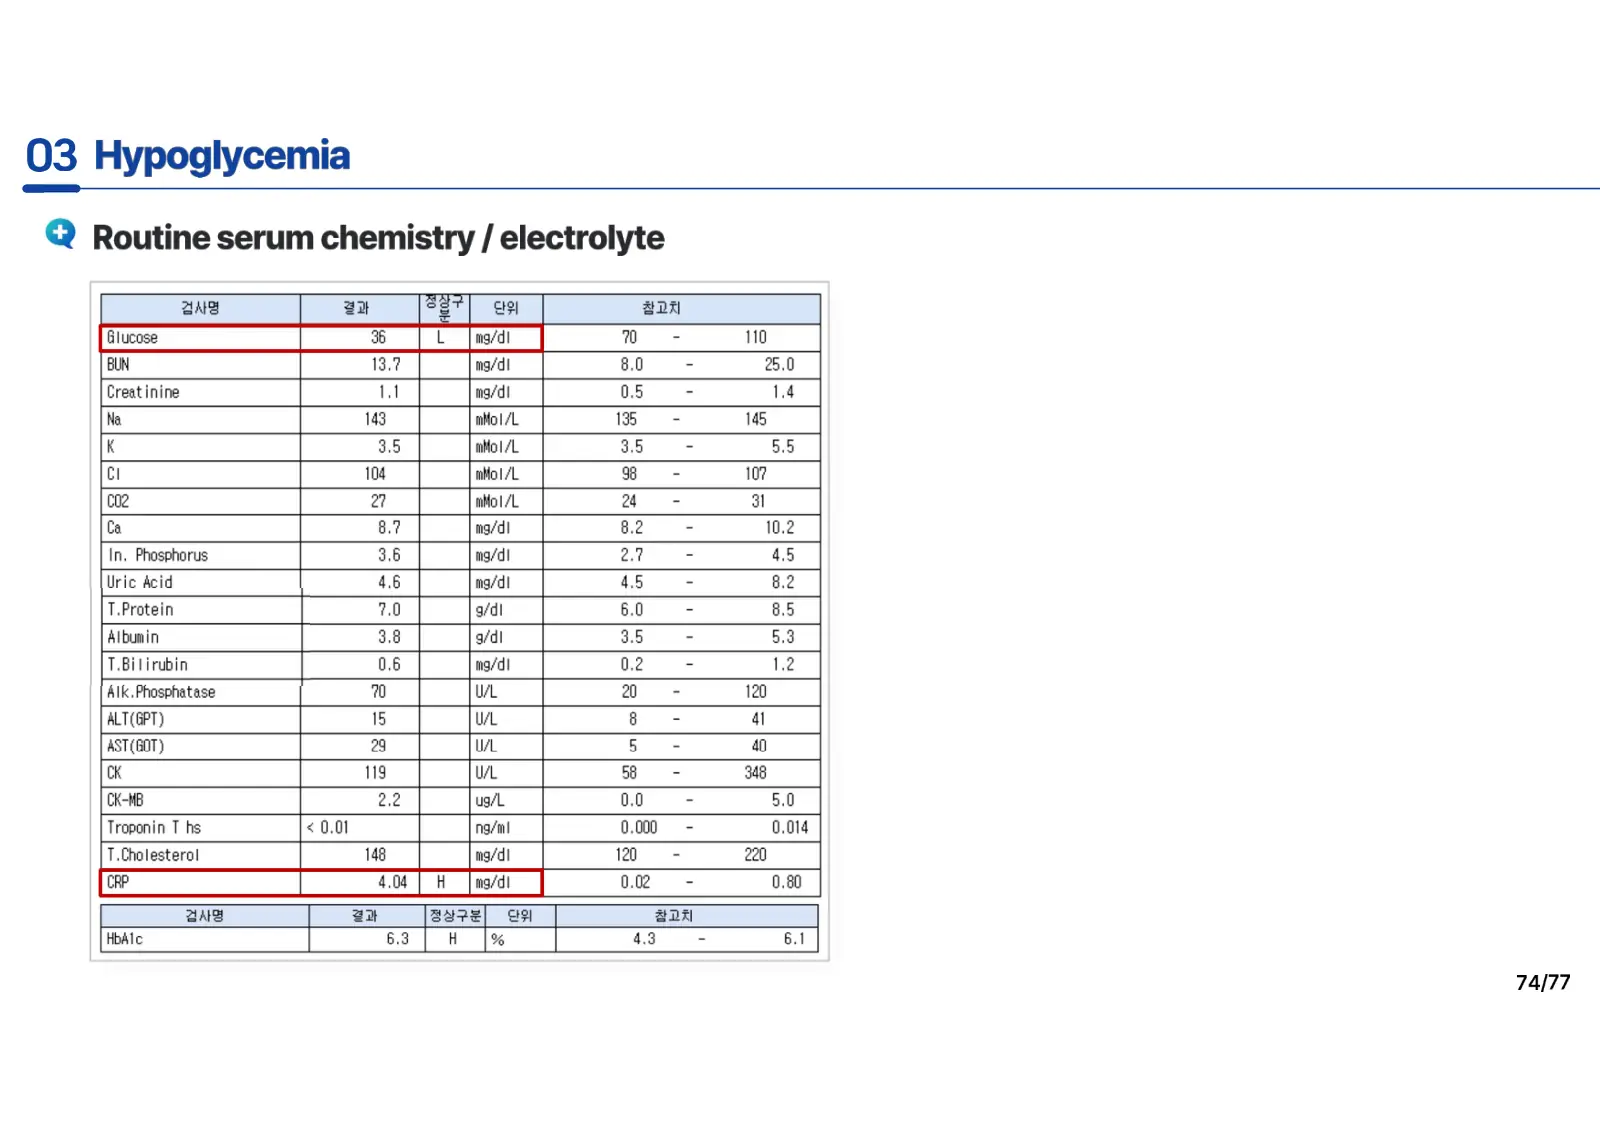 03 Hypoglycemia
Routine serum chemistry / electrolyte
검사명 결과 정상구분 단위 참고치
Glucose 36 L mg/dl 70 - 110
BUN 13.7 mg/dl 8.0 - 25.0
Creatinine 1.1 mg/dl 0.5 - 1.4
Na 143 mMol/L 135 - 145
K 3.5 mMol/L 3.5 - 5.5
Cl 104 mMol/L 98 - 107
CO2 27 mMol/L 24 - 31
Ca 8.7 mg/dl 8.2 - 10.2
In. Phosphorus 3.6 mg/dl 2.7 - 4.5
Uric Acid 4.6 mg/dl 4.5 - 8.2
T.Protein 7.0 g/dl 6.0 - 8.5
Albumin 3.8 g/dl 3.5 - 5.3
T.Bilirubin 0.6 mg/dl 0.2 - 1.2
Alk.Phosphatase 70 U/L 20 - 120
ALT(GPT) 15 U/L 8 - 41
AST(GOT) 29 U/L 5 - 40
CK 119 U/L 58 - 348
CK-MB 2.2 ug/L 0.0 - 5.0
Troponin T hs < 0.01 ng/ml 0.000 - 0.014
T.Cholesterol 148 mg/dl 120 - 220
CRP 4.04 H mg/dl 0.02 - 0.80
검사명 결과 정상구분 단위 참고치
HbA1c 6.3 H % 4.3 - 6.1
74/77